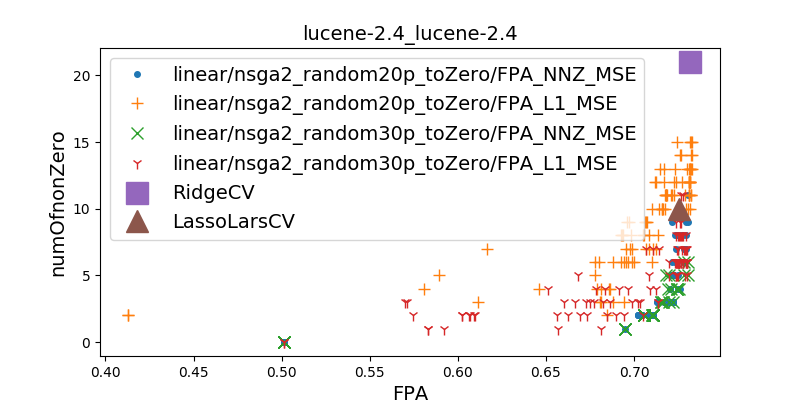 lucene-2.4_lucene-2.4
numOfnonZero
20
15
10
5
0
linear/nsga2_random20p_toZero/FPA_NNZ_MSE
linear/nsga2_random20p_toZero/FPA_L1_MSE
linear/nsga2_random30p_toZero/FPA_NNZ_MSE
linear/nsga2_random30p_toZero/FPA_L1_MSE
RidgeCV
LassoLarsCV
0.40 0.45 0.50 0.55 0.60 0.65 0.70
FPA